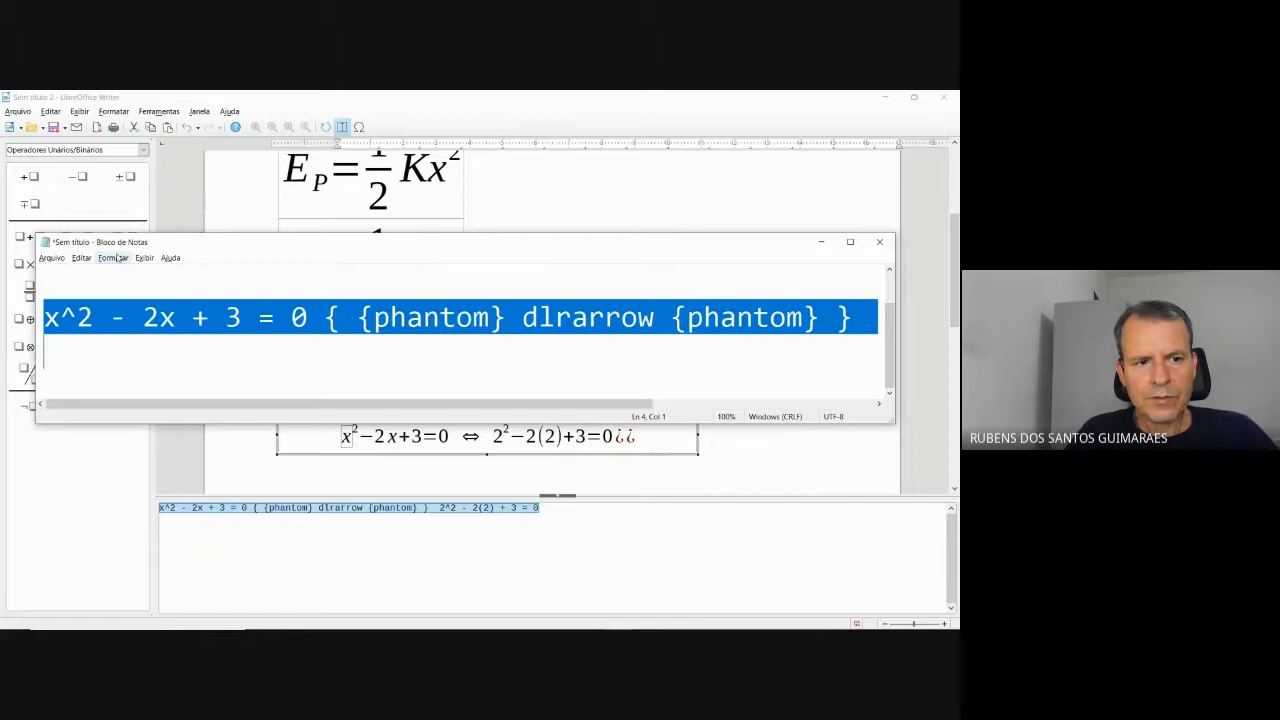 Sem título 2 - LibreOffice Writer
Arquivo Editar Exibir Formatar Ferramentas Janela Ajuda
Operadores Unários/Binários
+□ −□ ±□
∓□
E_P = 1/2 Kx²
*Sem título - Bloco de Notas
Arquivo Editar Formatar Exibir Ajuda
x^2 - 2x + 3 = 0 { {phantom} dlrarrow {phantom} }
Ln 4, Col 1 100% Windows (CRLF) UTF-8
x²−2x+3=0 ⇔ 2²−2(2)+3=0¿¿
x^2 - 2x + 3 = 0 { {phantom} dlrarrow {phantom} } 2^2 - 2(2) + 3 = 0
RUBENS DOS SANTOS GUIMARAES